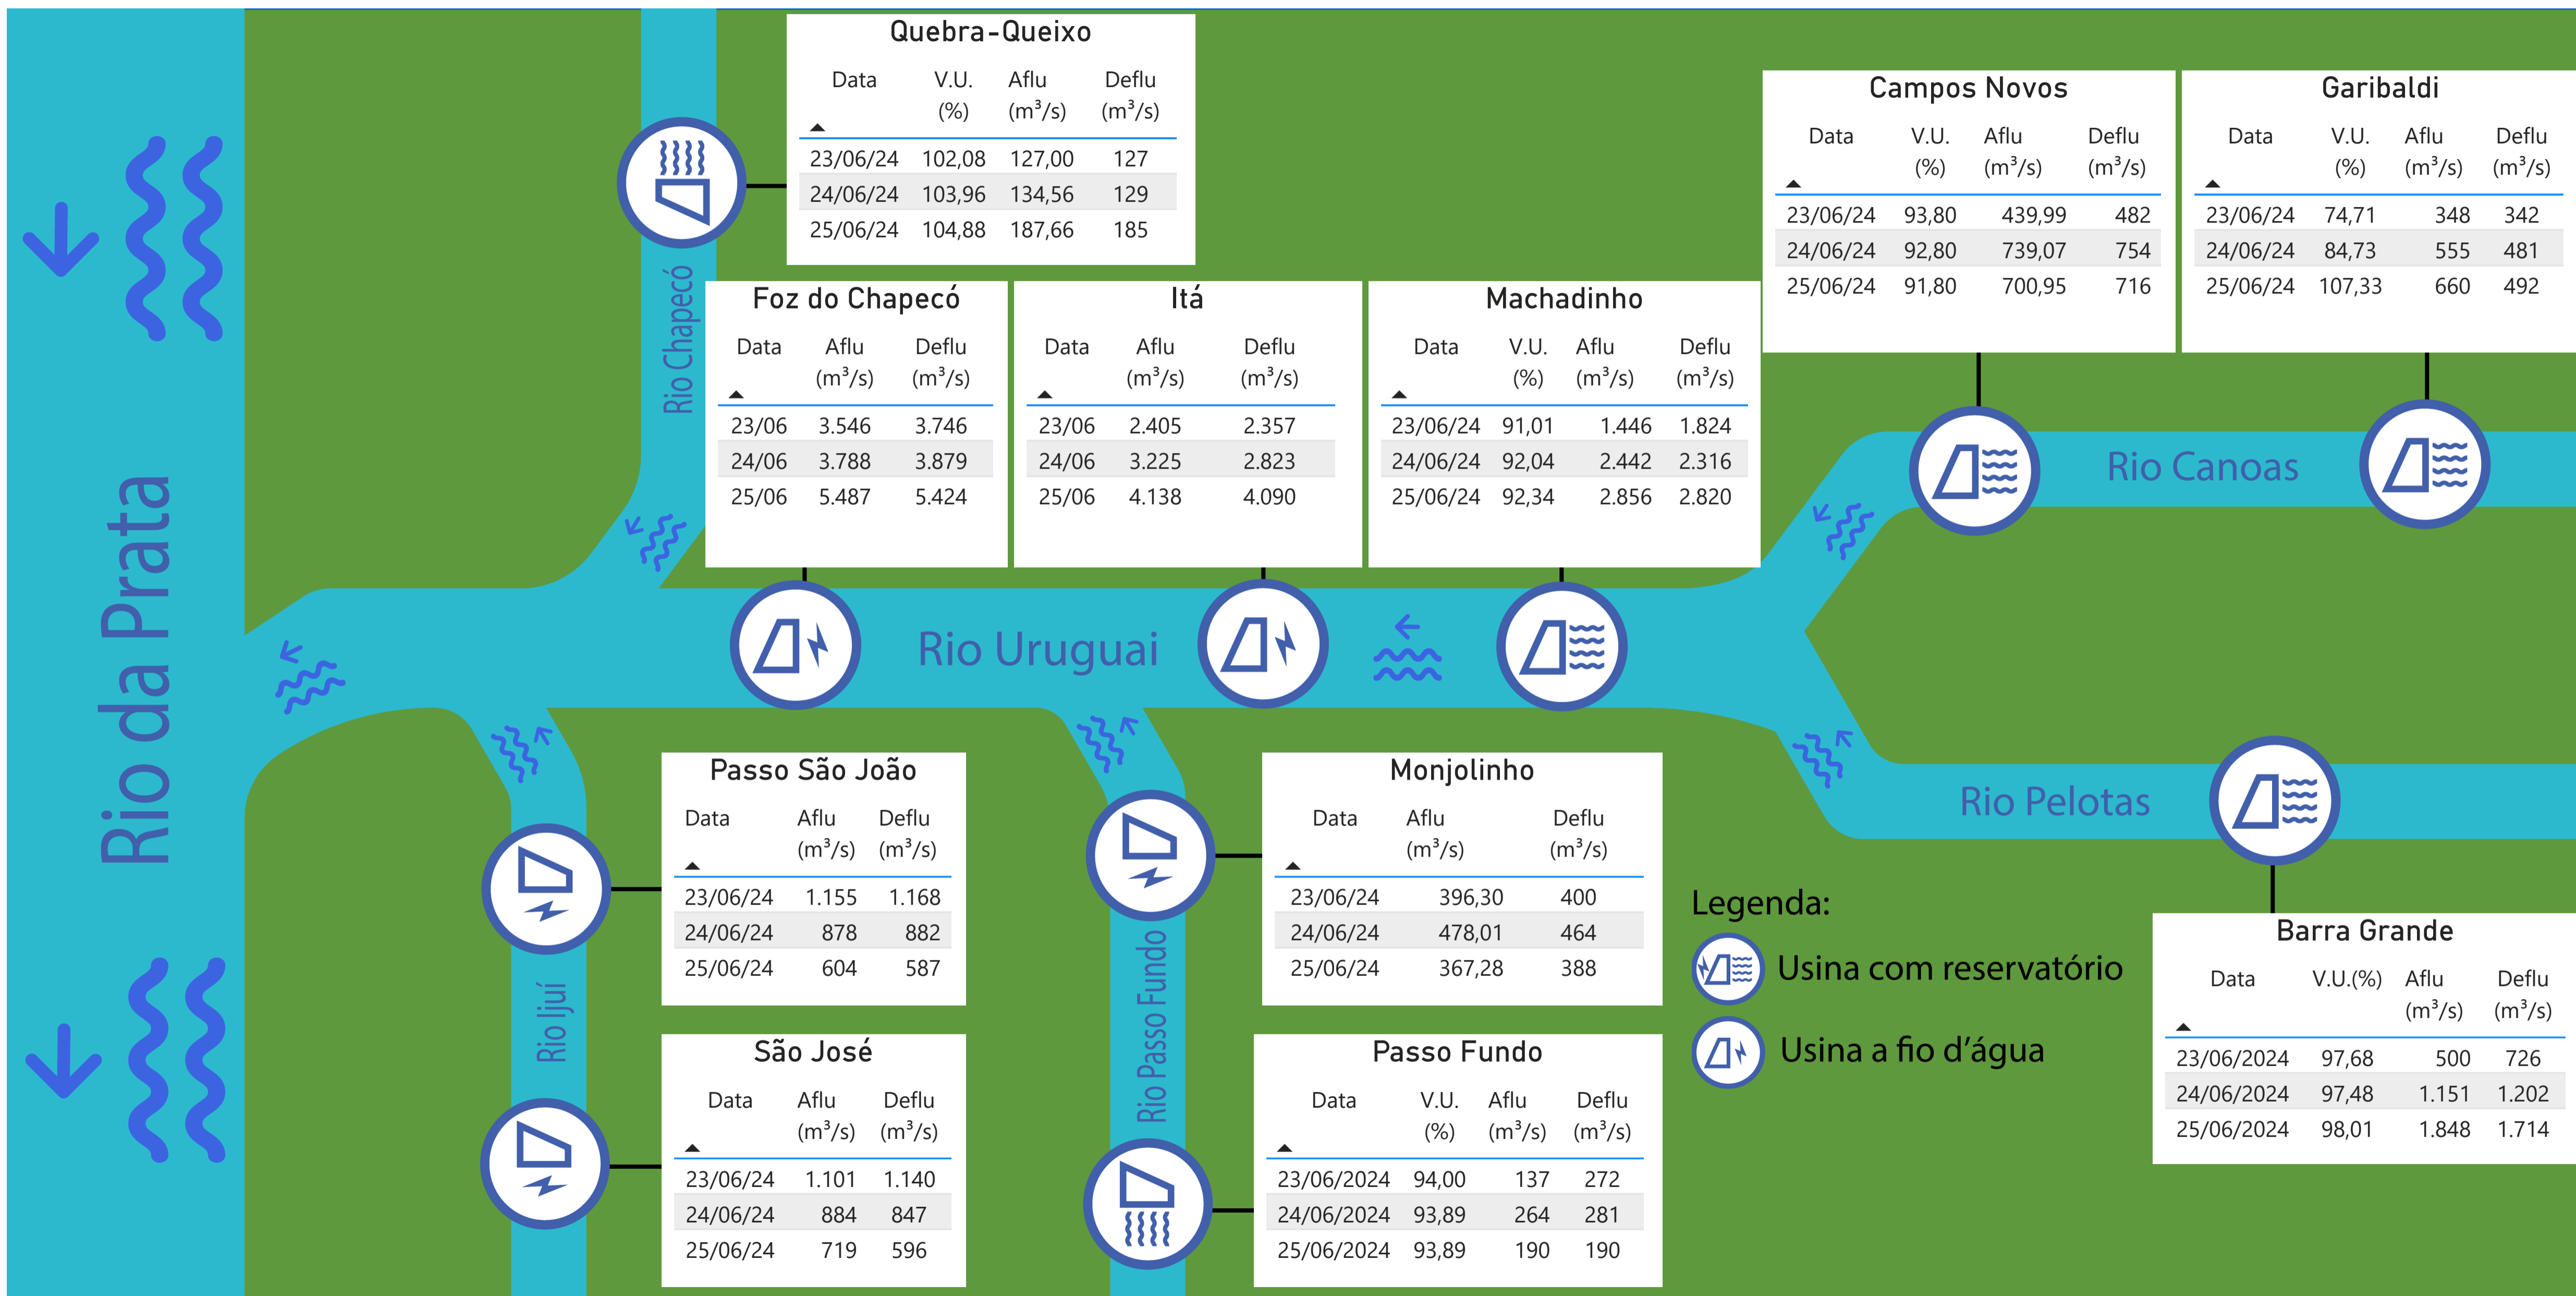 Quebra-Queixo
Data V.U. (%) Aflu (m³/s) Deflu (m³/s)
23/06/24 102,08 127,00 127
24/06/24 103,96 134,56 129
25/06/24 104,88 187,66 185
Campos Novos
Data V.U. (%) Aflu (m³/s) Deflu (m³/s)
23/06/24 93,80 439,99 482
24/06/24 92,80 739,07 754
25/06/24 91,80 700,95 716
Garibaldi
Data V.U. (%) Aflu (m³/s) Deflu (m³/s)
23/06/24 74,71 348 342
24/06/24 84,73 555 481
25/06/24 107,33 660 492
Foz do Chapecó
Data Aflu (m³/s) Deflu (m³/s)
23/06 3.546 3.746
24/06 3.788 3.879
25/06 5.487 5.424
Itá
Data Aflu (m³/s) Deflu (m³/s)
23/06 2.405 2.357
24/06 3.225 2.823
25/06 4.138 4.090
Machadinho
Data V.U. (%) Aflu (m³/s) Deflu (m³/s)
23/06/24 91,01 1.446 1.824
24/06/24 92,04 2.442 2.316
25/06/24 92,34 2.856 2.820
Rio Chapecó
Rio Canoas
Rio da Prata
Rio Uruguai
Rio Pelotas
Passo São João
Data Aflu (m³/s) Deflu (m³/s)
23/06/24 1.155 1.168
24/06/24 878 882
25/06/24 604 587
Monjolinho
Data Aflu (m³/s) Deflu (m³/s)
23/06/24 396,30 400
24/06/24 478,01 464
25/06/24 367,28 388
Rio Ijuí
Rio Passo Fundo
São José
Data Aflu (m³/s) Deflu (m³/s)
23/06/24 1.101 1.140
24/06/24 884 847
25/06/24 719 596
Passo Fundo
Data V.U. (%) Aflu (m³/s) Deflu (m³/s)
23/06/2024 94,00 137 272
24/06/2024 93,89 264 281
25/06/2024 93,89 190 190
Legenda:
Usina com reservatório
Usina a fio d'água
Barra Grande
Data V.U.(%) Aflu (m³/s) Deflu (m³/s)
23/06/2024 97,68 500 726
24/06/2024 97,48 1.151 1.202
25/06/2024 98,01 1.848 1.714